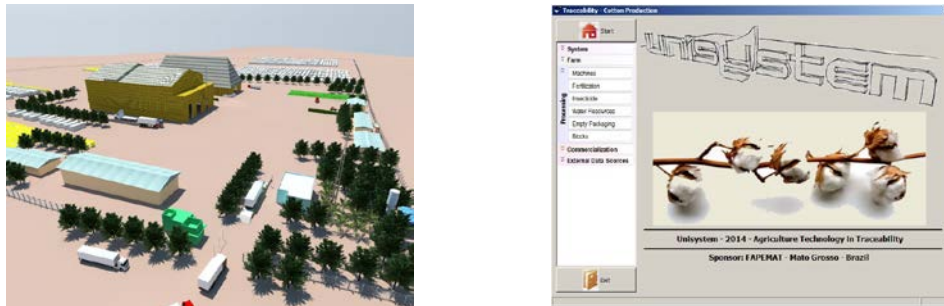 Traceability - Cotton Production
Start
System
Farm
Machines
Fertilization
Insecticide
Water Resources
Empty Packaging
Blocks
Processing
Commercialization
External Data Sources
unisystem
Unisystem - 2014 - Agriculture Technology in Traceability
Sponsor: FAPEMAT - Mato Grosso - Brazil
Exit